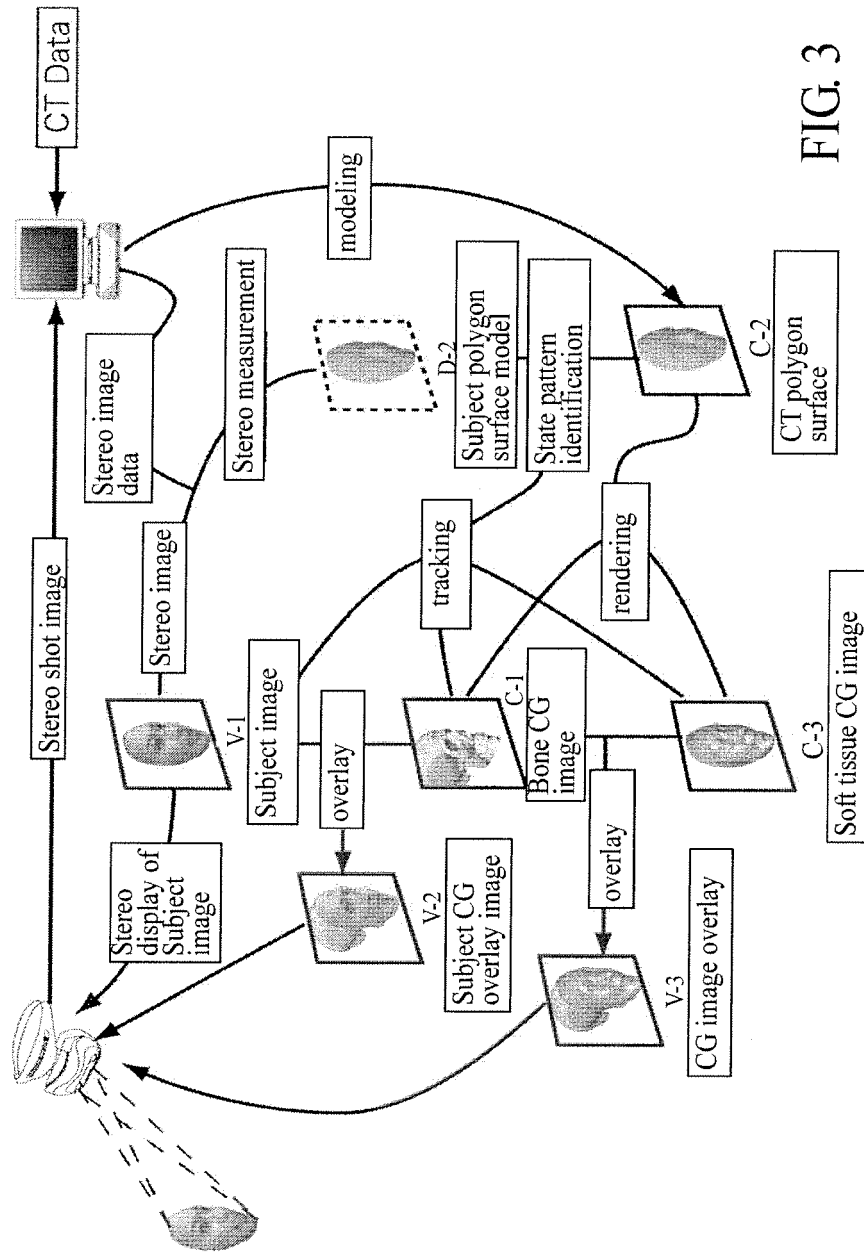 CT Data
Stereo shot image
Stereo image
data
Stereo image
Stereo measurement
modeling
Stereo
display of
Subject
image
V-1
Subject image
D-2
Subject polygon
surface model
State pattern
identification
overlay
tracking
rendering
V-2
Subject CG
overlay image
C-1
Bone CG
image
C-2
CT polygon
surface
overlay
V-3
CG image overlay
C-3
Soft tissue CG image
FIG. 3